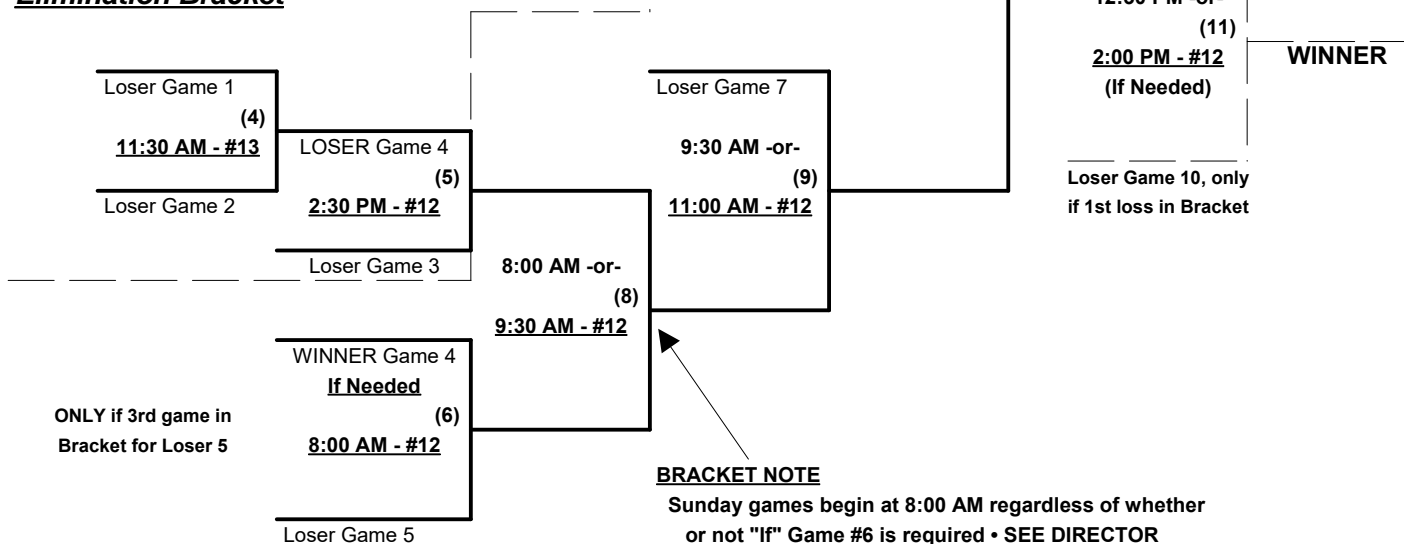 Elimination Bracket
12:30 PM -or-
(11)
2:00 PM - #12
(If Needed)
WINNER
Loser Game 10, only
if 1st loss in Bracket
Loser Game 1
(4)
11:30 AM - #13
Loser Game 2
LOSER Game 4
(5)
2:30 PM - #12
Loser Game 3
Loser Game 7
9:30 AM -or-
(9)
11:00 AM - #12
8:00 AM -or-
(8)
9:30 AM - #12
WINNER Game 4
If Needed
(6)
8:00 AM - #12
Loser Game 5
ONLY if 3rd game in
Bracket for Loser 5
BRACKET NOTE
Sunday games begin at 8:00 AM regardless of whether
or not "If" Game #6 is required • SEE DIRECTOR